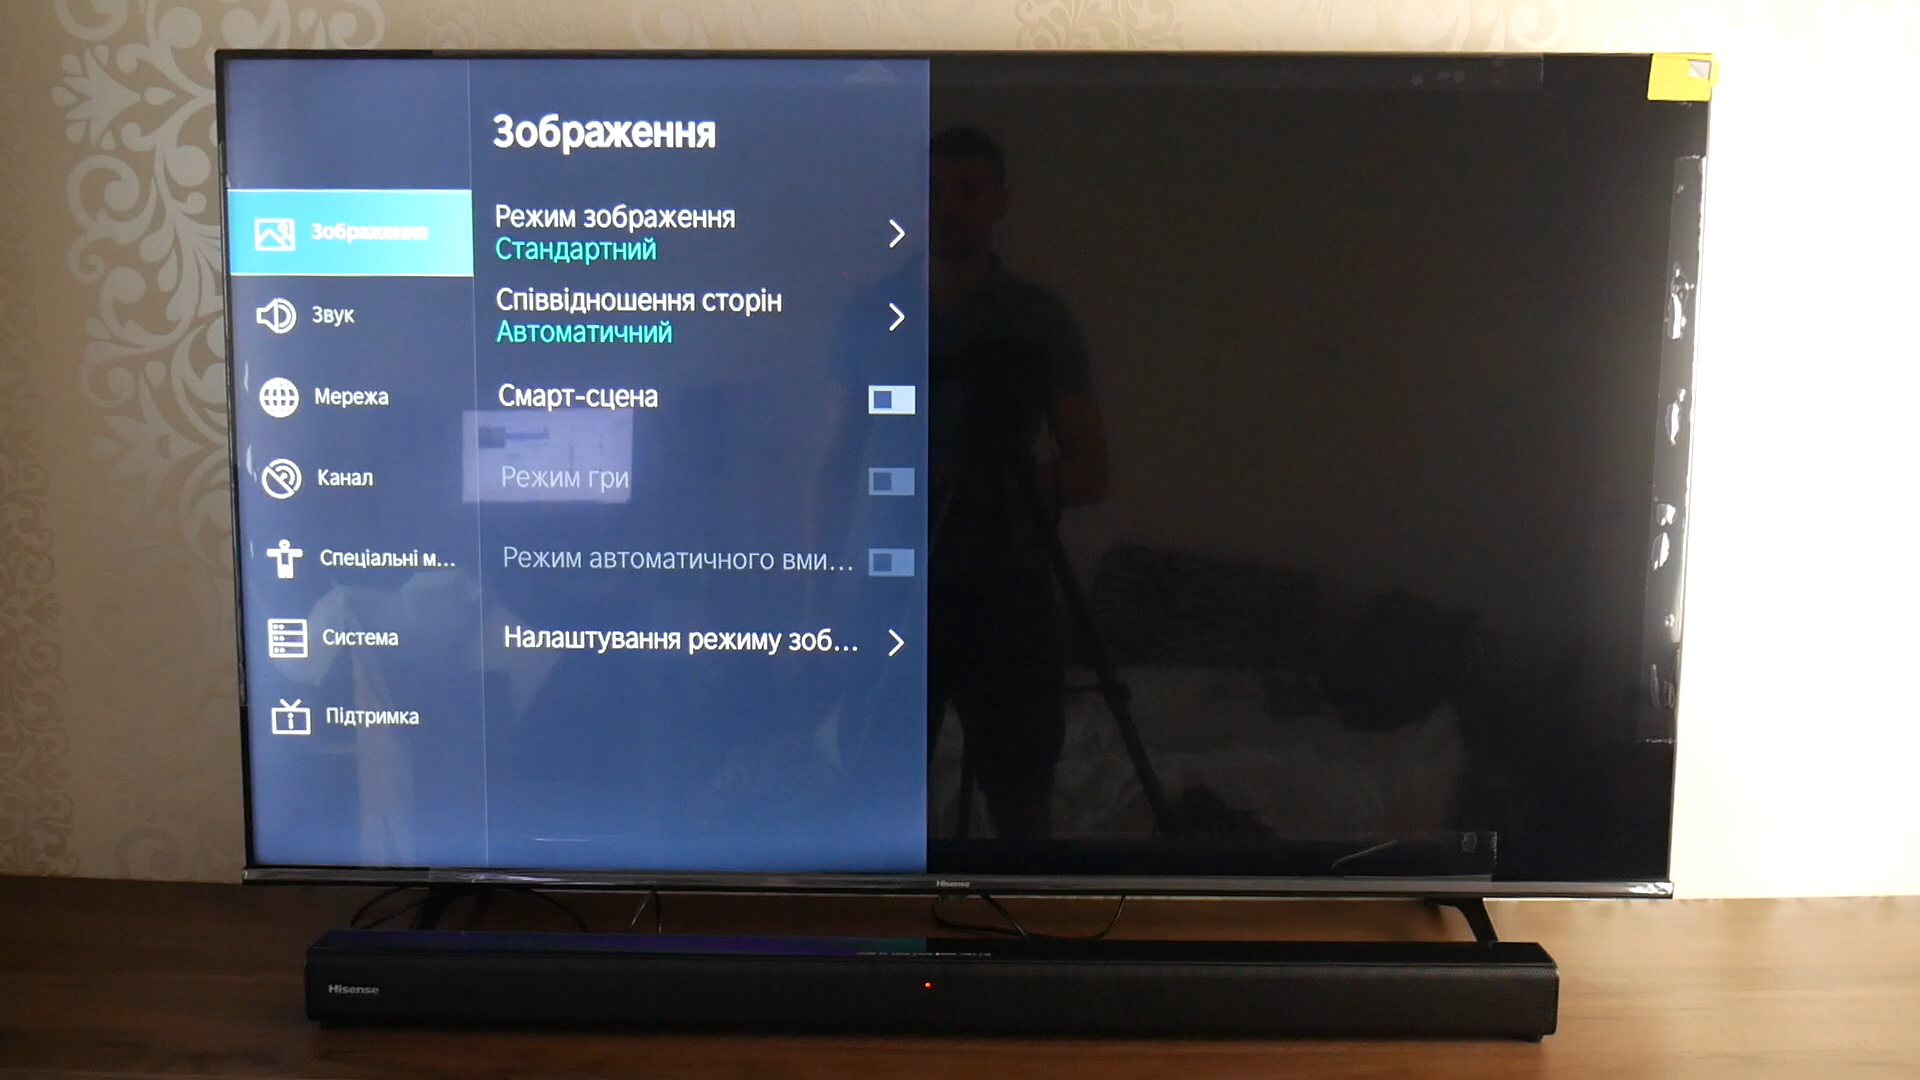 Зображення
Зображення
Режим зображення
Стандартний
Співвідношення сторін
Автоматичний
Звук
Мережа
Смарт-сцена
Канал
Режим гри
Спеціальні м...
Режим автоматичного вми...
Система
Налаштування режиму зоб...
Підтримка
Hisense
Hisense